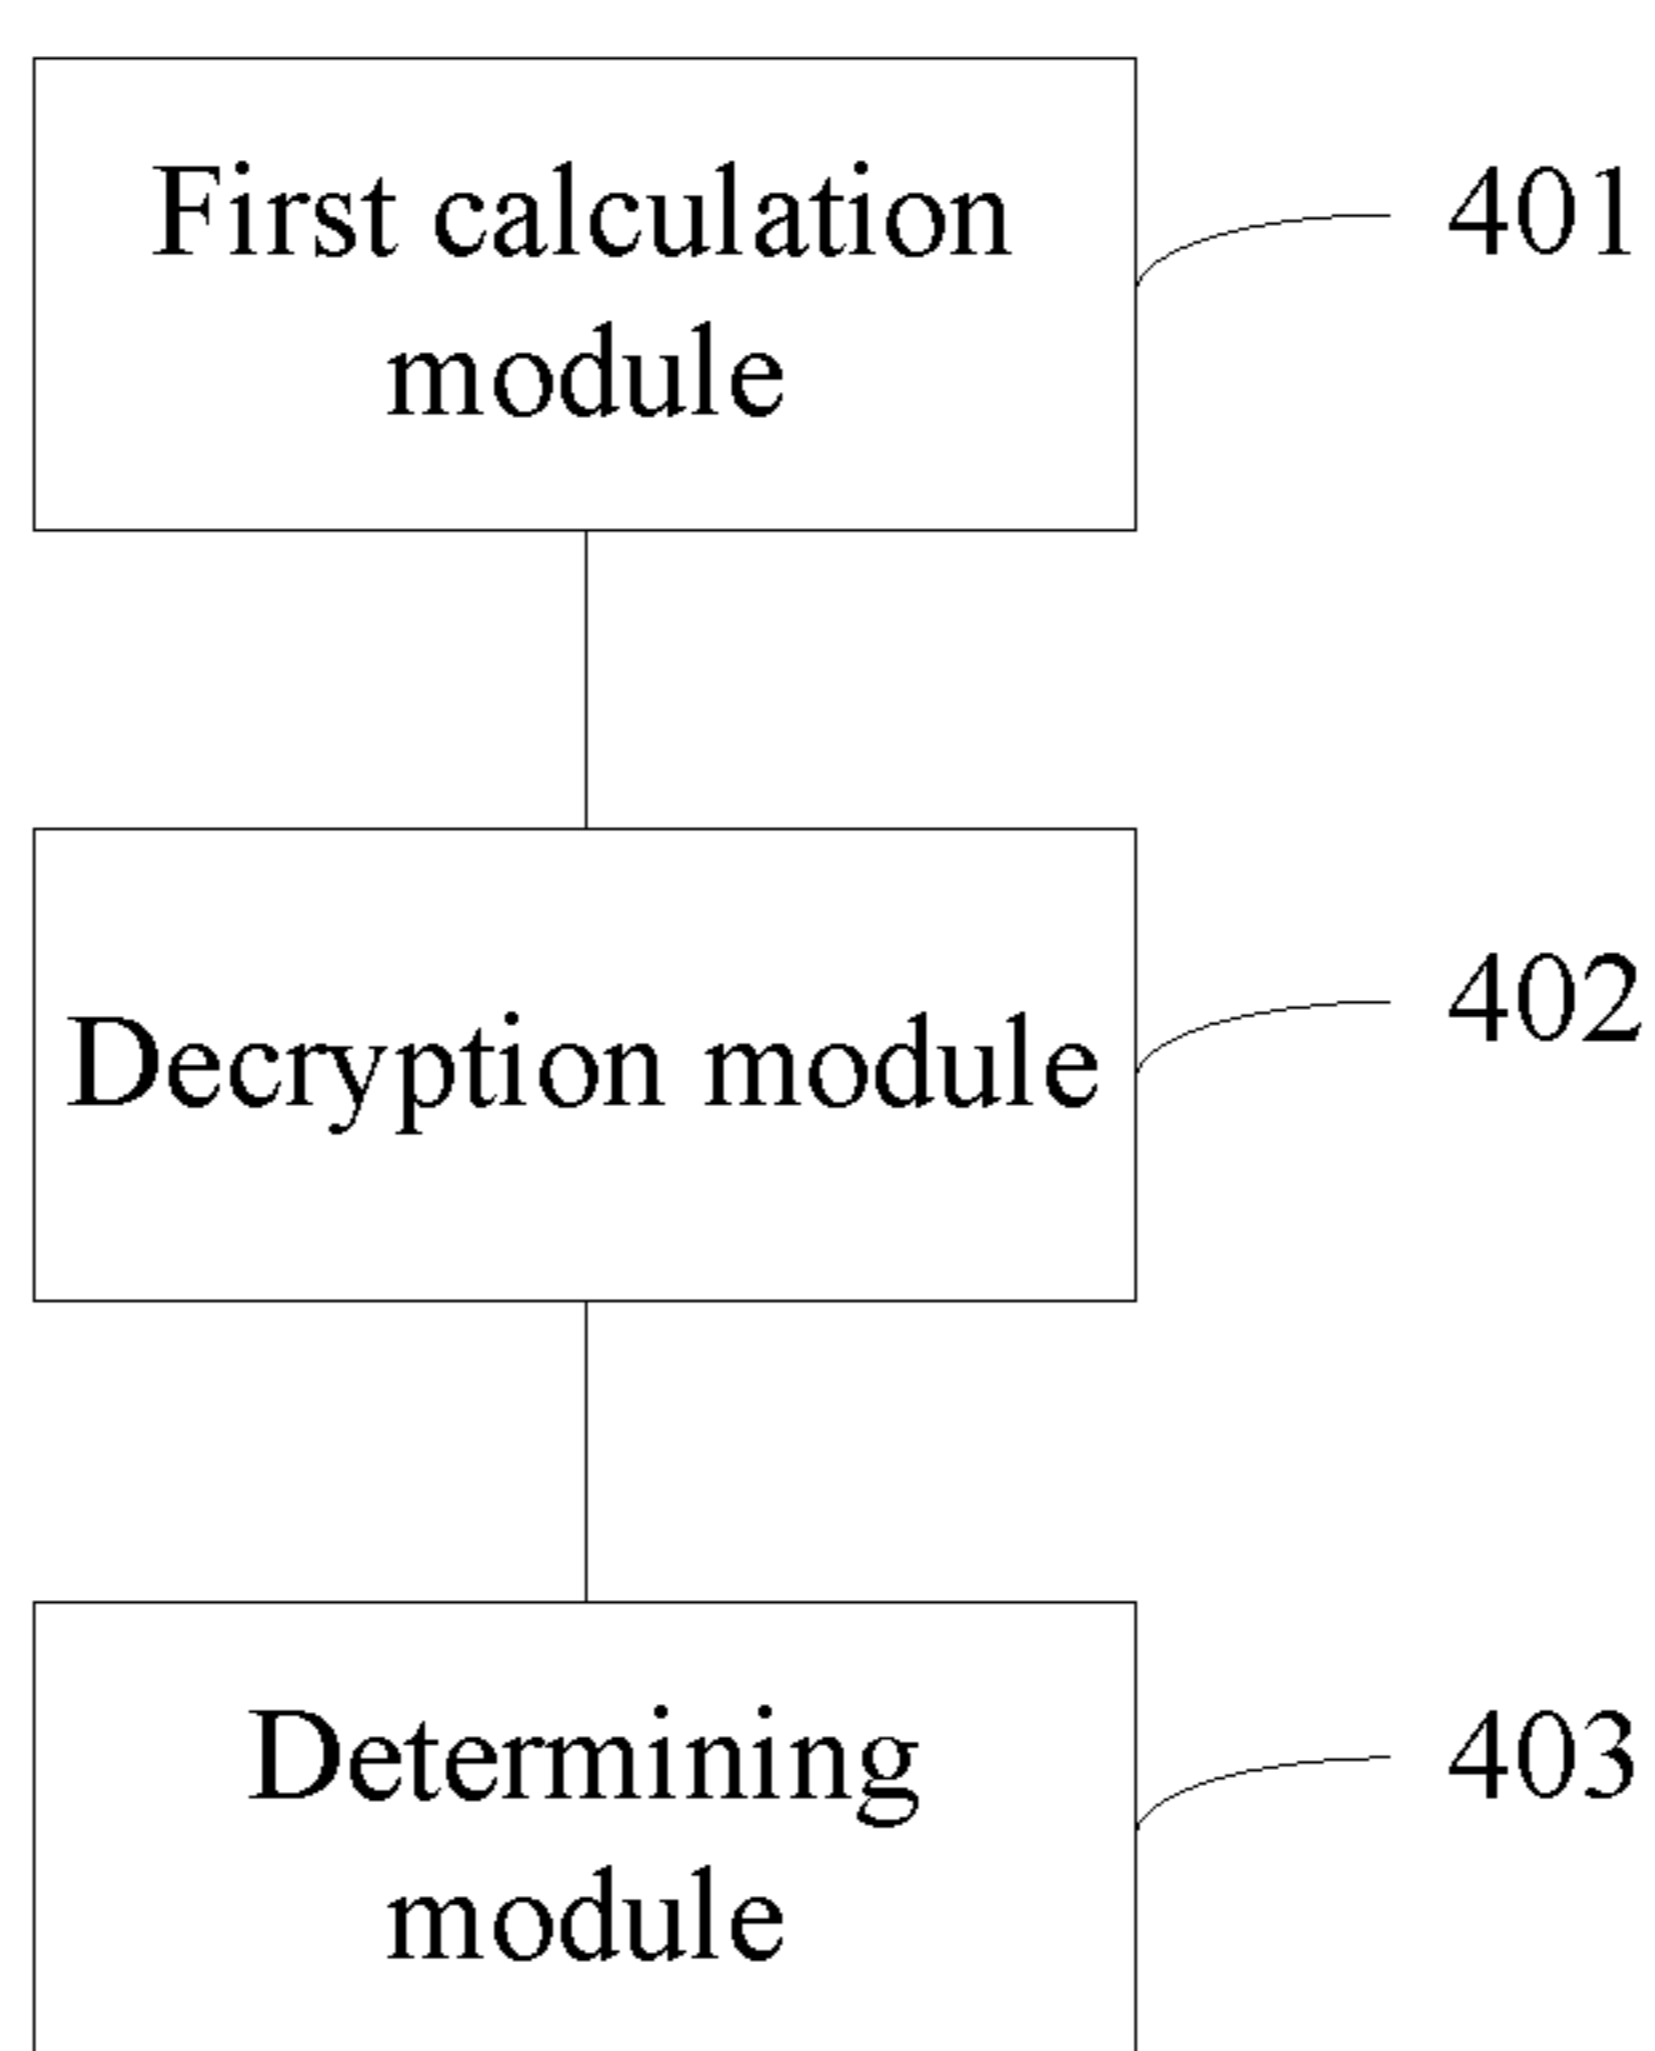 First calculation
module
401
Decryption module
402
Determining
module
403